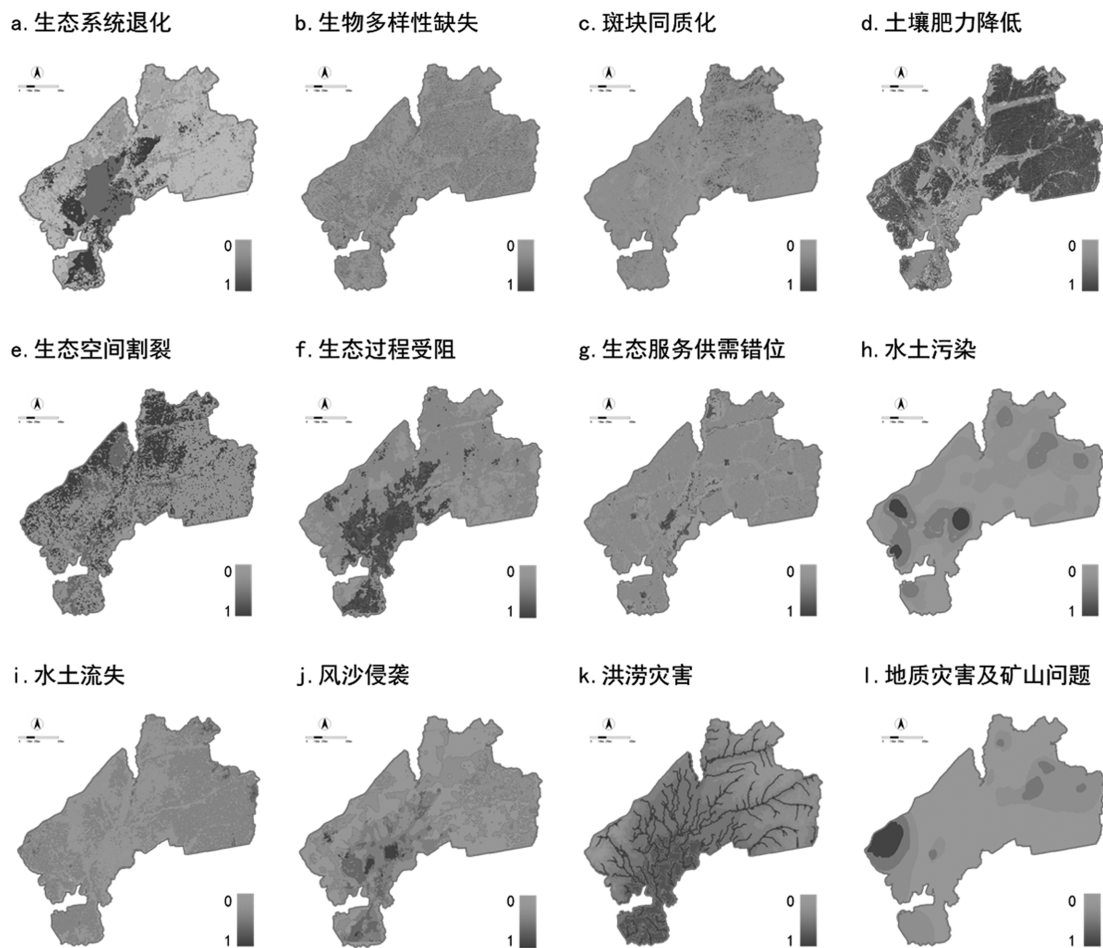 a. 生态系统退化
b. 生物多样性缺失
c. 斑块同质化
d. 土壤肥力降低
0
1
0
1
0
1
0
1
e. 生态空间割裂
f. 生态过程受阻
g. 生态服务供需错位
h. 水土污染
0
1
0
1
0
1
0
1
i. 水土流失
j. 风沙侵袭
k. 洪涝灾害
l. 地质灾害及矿山问题
0
1
0
1
0
1
0
1